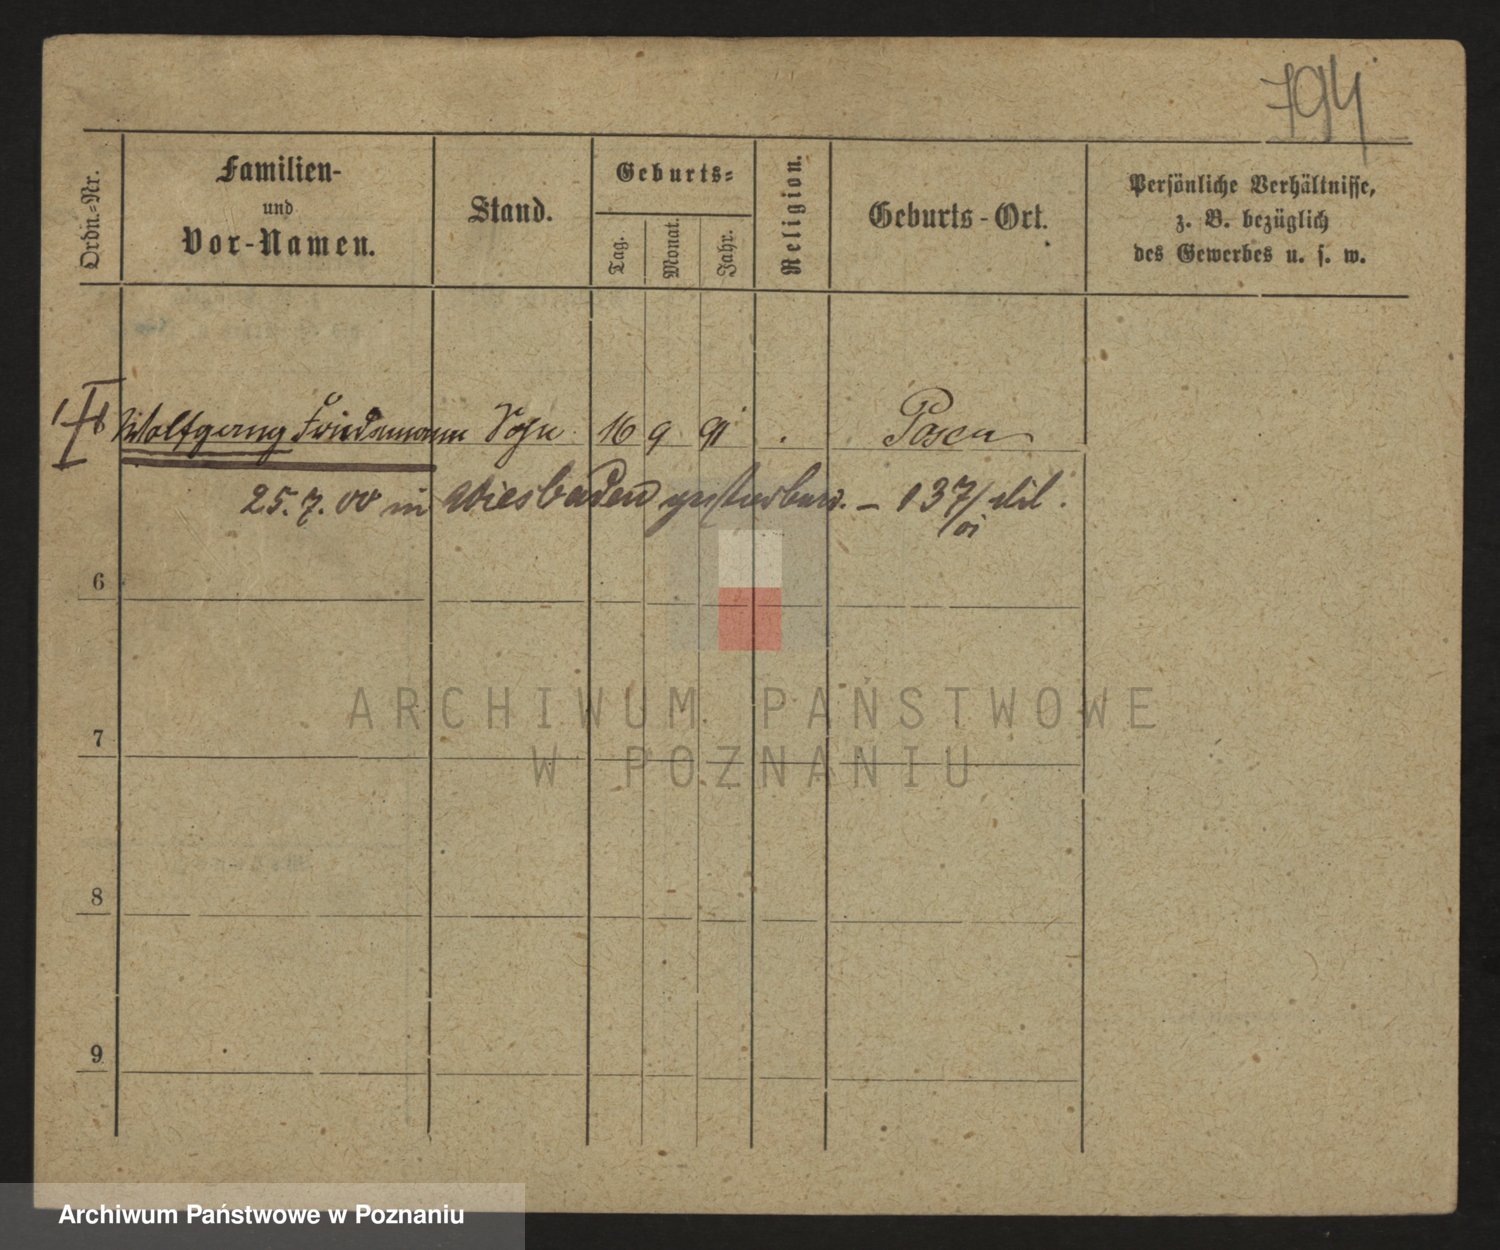 794
Ordn.-Nr.
Familien-
und
Vor-Namen.
Stand.
Geburts-
Tag.
Monat.
Jahr.
Religion.
Geburts-Ort.
Persönliche Verhältnisse,
z. B. bezüglich
des Gewerbes u. s. w.
Wolfgang Friedemann Sohn 16 9 91 . Posen
25. 7. 00 in Wiesbaden gestorben. – 137/01
6
7
8
9
ARCHIWUM PAŃSTWOWE
W POZNANIU
Archiwum Państwowe w Poznaniu